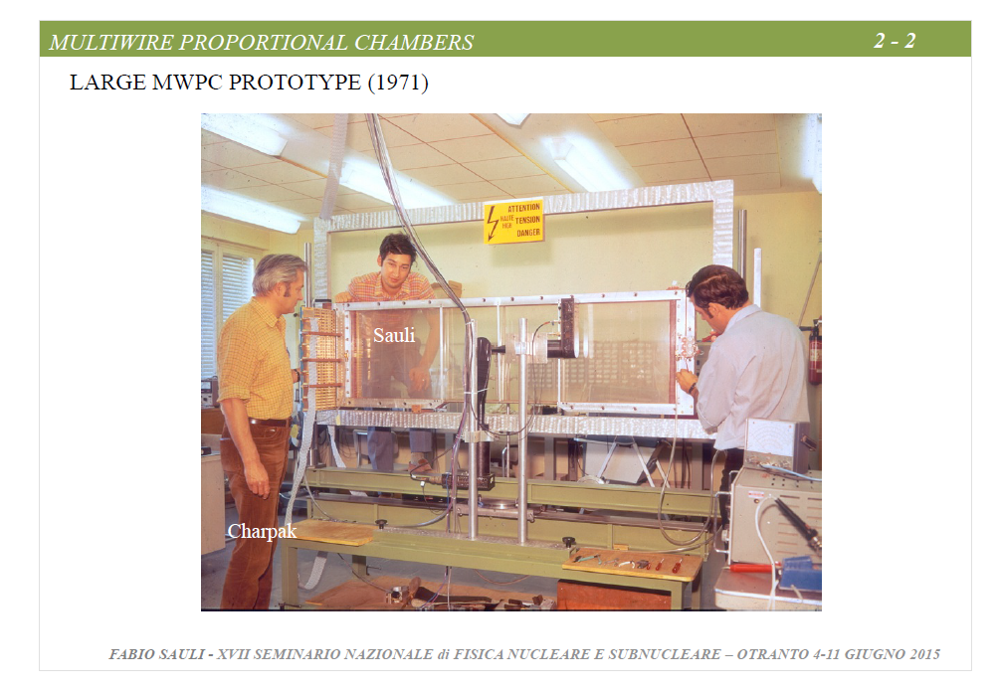 MULTIWIRE PROPORTIONAL CHAMBERS
2 - 2
LARGE MWPC PROTOTYPE (1971)
ATTENTION
HAUTE TENSION
HIGH
DANGER
Sauli
Charpak
FABIO SAULI - XVII SEMINARIO NAZIONALE di FISICA NUCLEARE E SUBNUCLEARE – OTRANTO 4-11 GIUGNO 2015